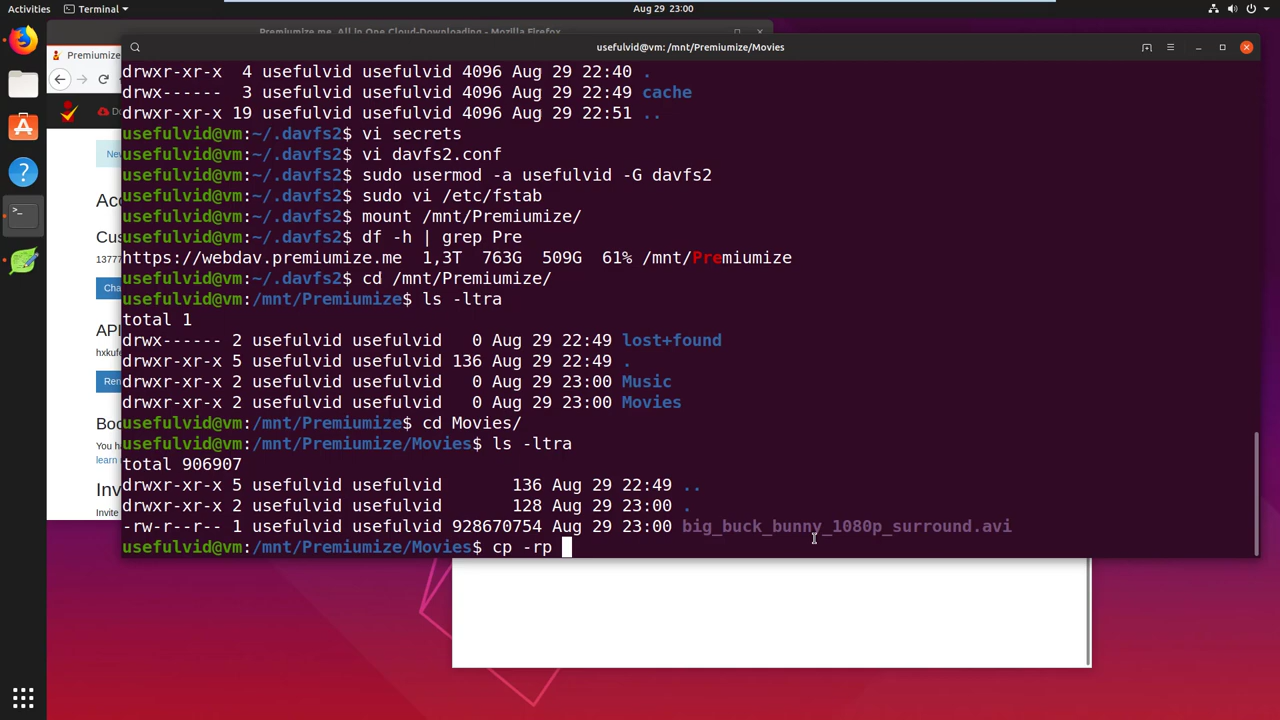 Activities
Terminal
Aug 29 23:00
Premiumize.me, All in One Cloud-Downloading - Mozilla Firefox
usefulvid@vm: /mnt/Premiumize/Movies
Premiumize
Do
New
Acc
Cus
13777
Cha
API
hxkufe
Ren
Boo
You ha
learn
Invi
Invite
drwxr-xr-x 4 usefulvid usefulvid 4096 Aug 29 22:40 .
drwx------ 3 usefulvid usefulvid 4096 Aug 29 22:49 cache
drwxr-xr-x 19 usefulvid usefulvid 4096 Aug 29 22:51 ..
usefulvid@vm:~/.davfs2$ vi secrets
usefulvid@vm:~/.davfs2$ vi davfs2.conf
usefulvid@vm:~/.davfs2$ sudo usermod -a usefulvid -G davfs2
usefulvid@vm:~/.davfs2$ sudo vi /etc/fstab
usefulvid@vm:~/.davfs2$ mount /mnt/Premiumize/
usefulvid@vm:~/.davfs2$ df -h | grep Pre
https://webdav.premiumize.me 1,3T 763G 509G 61% /mnt/Premiumize
usefulvid@vm:~/.davfs2$ cd /mnt/Premiumize/
usefulvid@vm:/mnt/Premiumize$ ls -ltra
total 1
drwx------ 2 usefulvid usefulvid 0 Aug 29 22:49 lost+found
drwxr-xr-x 5 usefulvid usefulvid 136 Aug 29 22:49 .
drwxr-xr-x 2 usefulvid usefulvid 0 Aug 29 23:00 Music
drwxr-xr-x 2 usefulvid usefulvid 0 Aug 29 23:00 Movies
usefulvid@vm:/mnt/Premiumize$ cd Movies/
usefulvid@vm:/mnt/Premiumize/Movies$ ls -ltra
total 906907
drwxr-xr-x 5 usefulvid usefulvid 136 Aug 29 22:49 ..
drwxr-xr-x 2 usefulvid usefulvid 128 Aug 29 23:00 .
-rw-r--r-- 1 usefulvid usefulvid 928670754 Aug 29 23:00 big_buck_bunny_1080p_surround.avi
usefulvid@vm:/mnt/Premiumize/Movies$ cp -rp